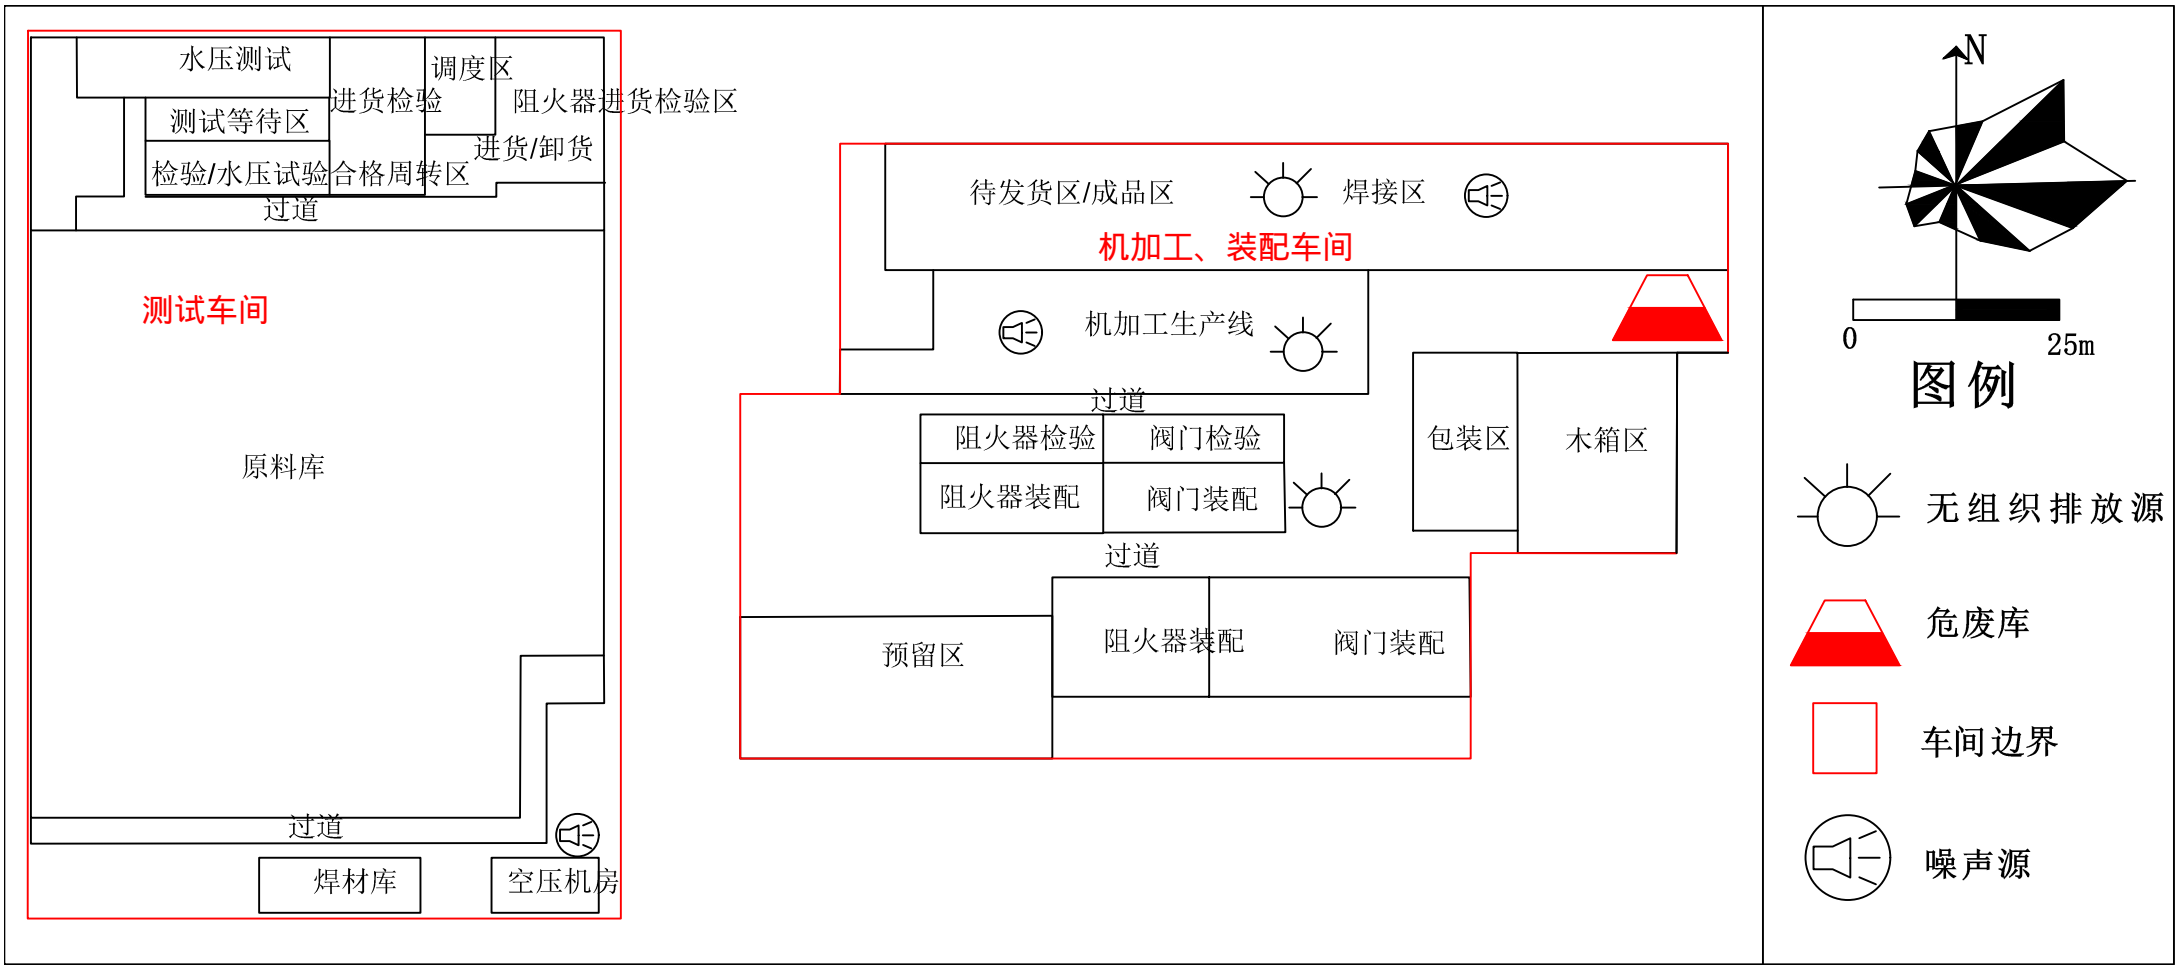 水压测试
测试等待区
检验/水压试验合格周转区
进货检验
调度区
阻火器进货检验区
进货/卸货
过道
测试车间
原料库
过道
焊材库
空压机房
待发货区/成品区
焊接区
机加工、装配车间
机加工生产线
过道
阻火器检验
阀门检验
阻火器装配
阀门装配
包装区
木箱区
过道
预留区
阻火器装配
阀门装配
N
0
25m
图例
无组织排放源
危废库
车间边界
噪声源